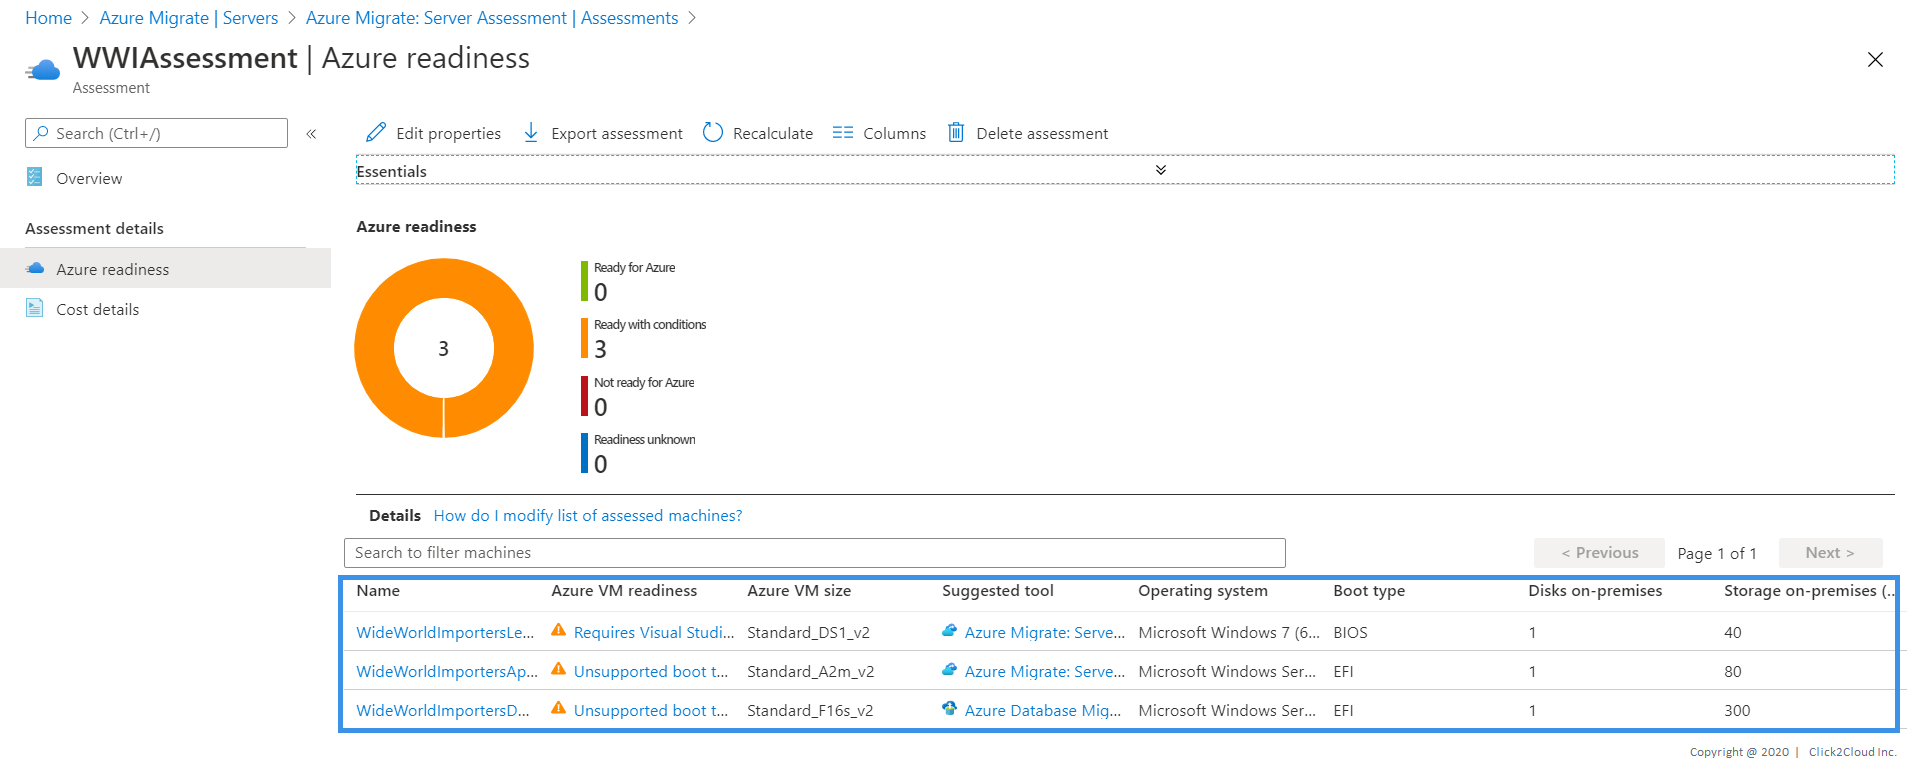 Home > Azure Migrate | Servers > Azure Migrate: Server Assessment | Assessments >
WWIAssessment | Azure readiness
Assessment
Search (Ctrl+/) «
Overview
Assessment details
Azure readiness
Cost details
Edit properties Export assessment Recalculate Columns Delete assessment
Essentials
Azure readiness
3
Ready for Azure
0
Ready with conditions
3
Not ready for Azure
0
Readiness unknown
0
Details How do I modify list of assessed machines?
Search to filter machines < Previous Page 1 of 1 Next >
Name Azure VM readiness Azure VM size Suggested tool Operating system Boot type Disks on-premises Storage on-premises (...
WideWorldImportersLe... Requires Visual Studi... Standard_DS1_v2 Azure Migrate: Serve... Microsoft Windows 7 (6... BIOS 1 40
WideWorldImportersAp... Unsupported boot t... Standard_A2m_v2 Azure Migrate: Serve... Microsoft Windows Ser... EFI 1 80
WideWorldImportersD... Unsupported boot t... Standard_F16s_v2 Azure Database Mig... Microsoft Windows Ser... EFI 1 300
Copyright @ 2020 | Click2Cloud Inc.